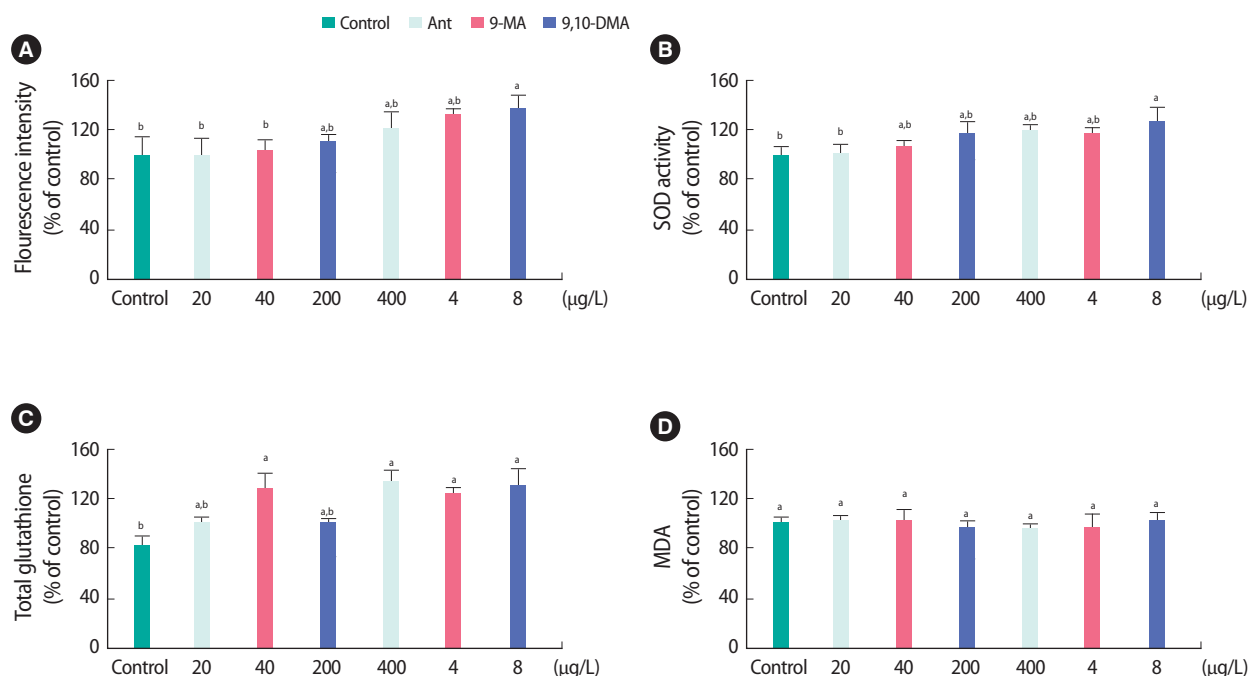 Control Ant 9-MA 9,10-DMA
A
Flourescence intensity
(% of control)
160
120
80
40
0
b b b a,b a,b a,b a
Control 20 40 200 400 4 8 (μg/L)
B
SOD activity
(% of control)
160
120
80
40
0
b b a,b a,b a,b a,b a
Control 20 40 200 400 4 8 (μg/L)
C
Total glutathione
(% of control)
160
120
80
40
0
b a,b a a,b a a a
Control 20 40 200 400 4 8 (μg/L)
D
MDA
(% of control)
160
120
80
40
0
a a a a a a a
Control 20 40 200 400 4 8 (μg/L)